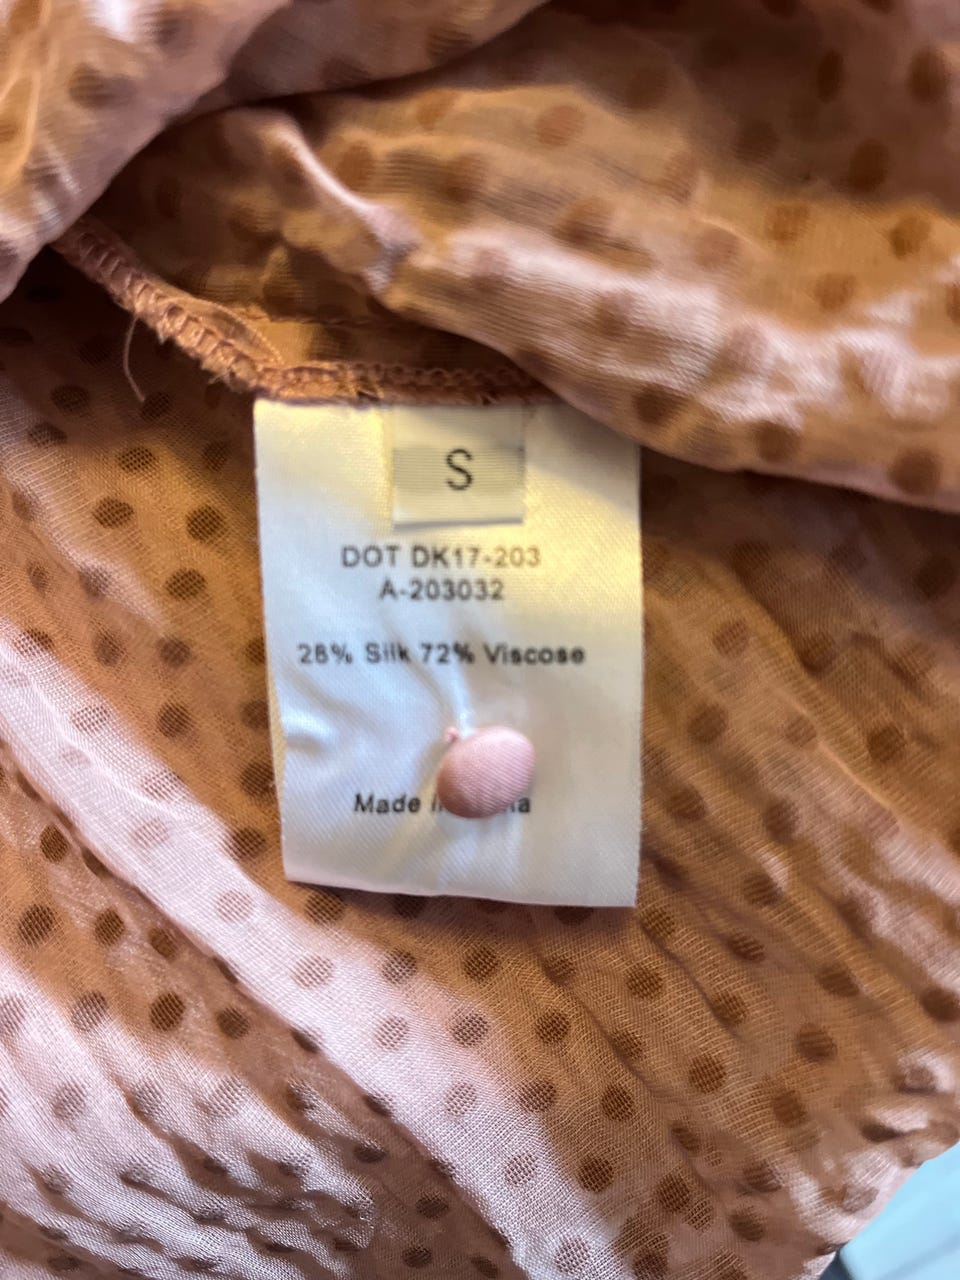 S
DOT DK17-203
A-203032
28% Silk 72% Viscose
Made